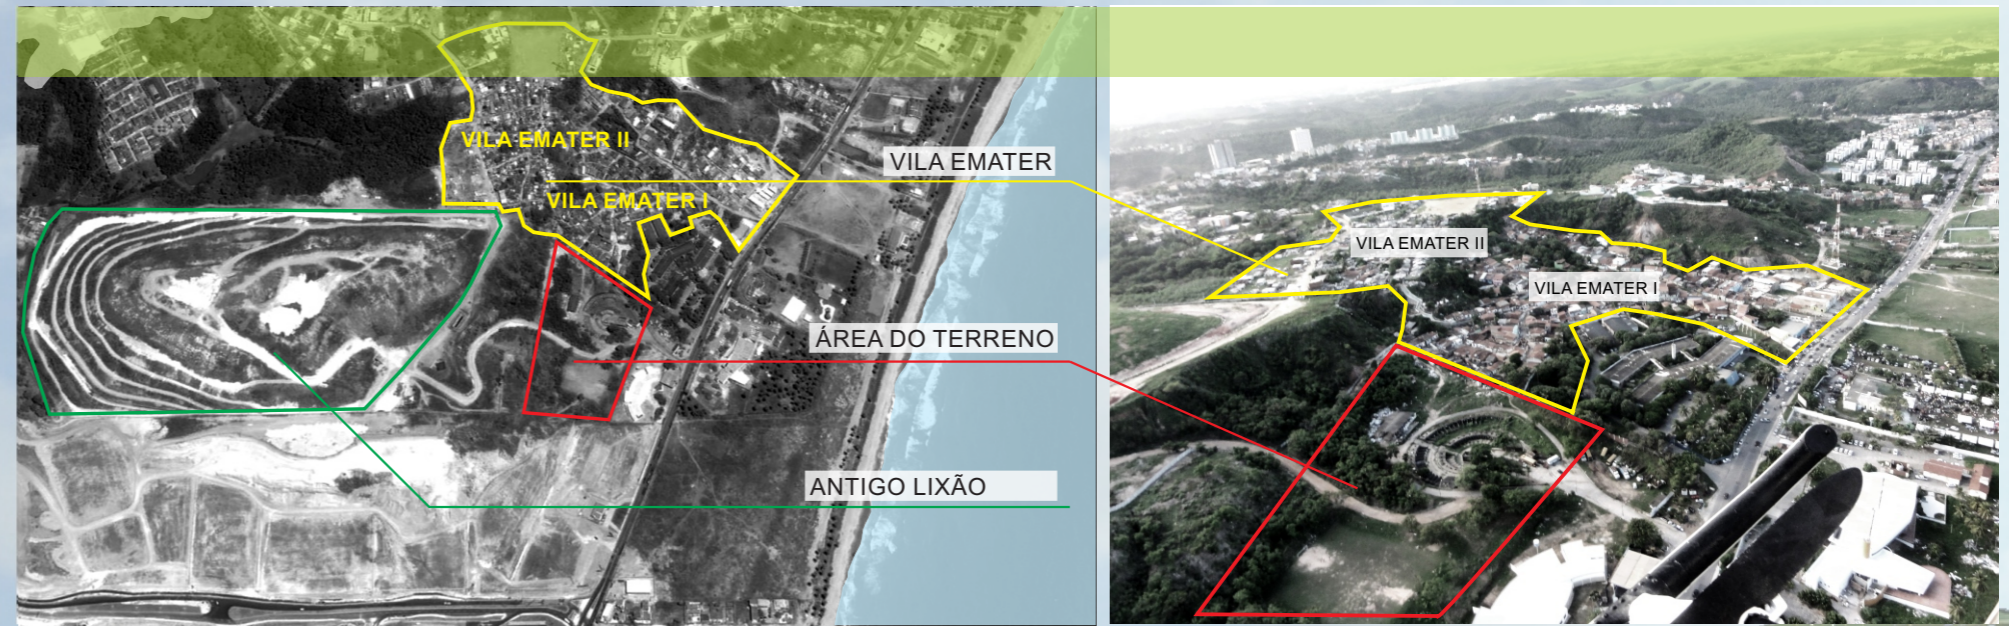 VILA EMATER II
VILA EMATER I
VILA EMATER
ÁREA DO TERRENO
ANTIGO LIXÃO
VILA EMATER II
VILA EMATER I